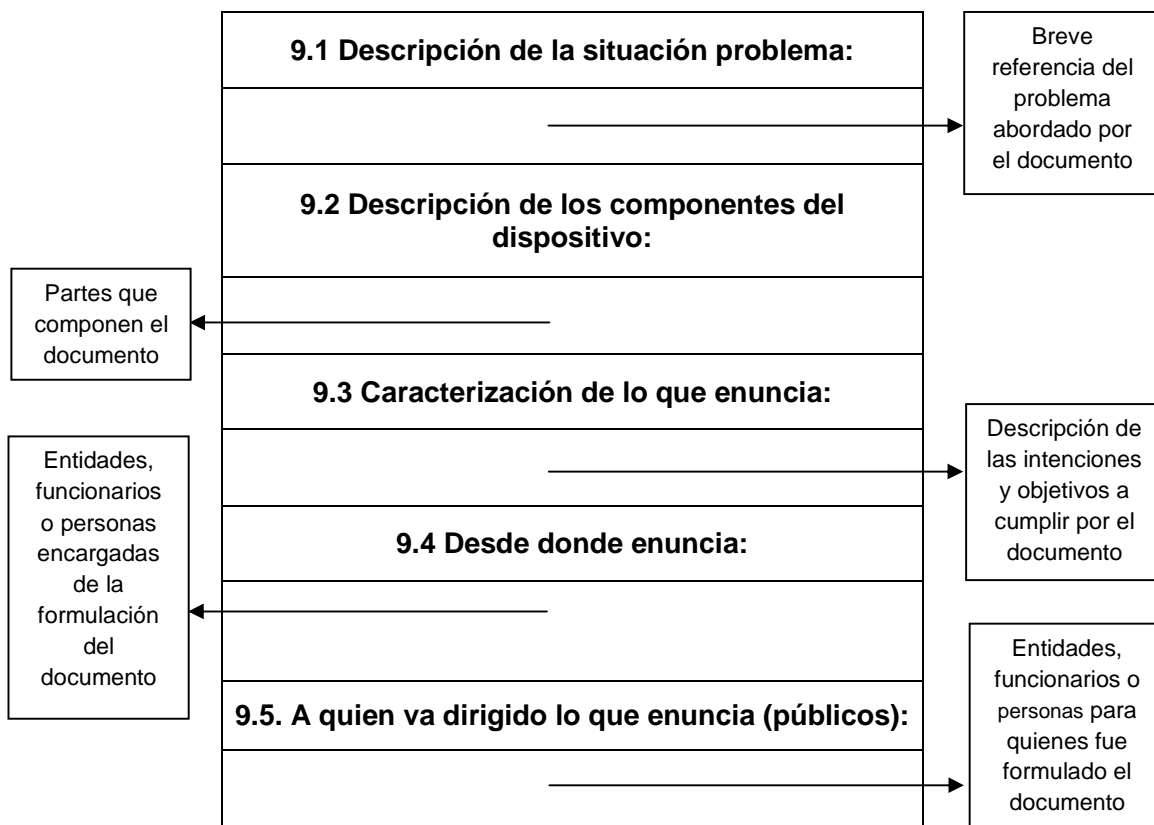 9.1 Descripción de la situación problema:
Breve
referencia del
problema
abordado por
el documento
9.2 Descripción de los componentes del
dispositivo:
Partes que
componen el
documento
9.3 Caracterización de lo que enuncia:
Descripción de
las intenciones
y objetivos a
cumplir por el
documento
9.4 Desde donde enuncia:
Entidades,
funcionarios
o personas
encargadas
de la
formulación
del
documento
9.5. A quien va dirigido lo que enuncia (públicos):
Entidades,
funcionarios o
personas para
quienes fue
formulado el
documento